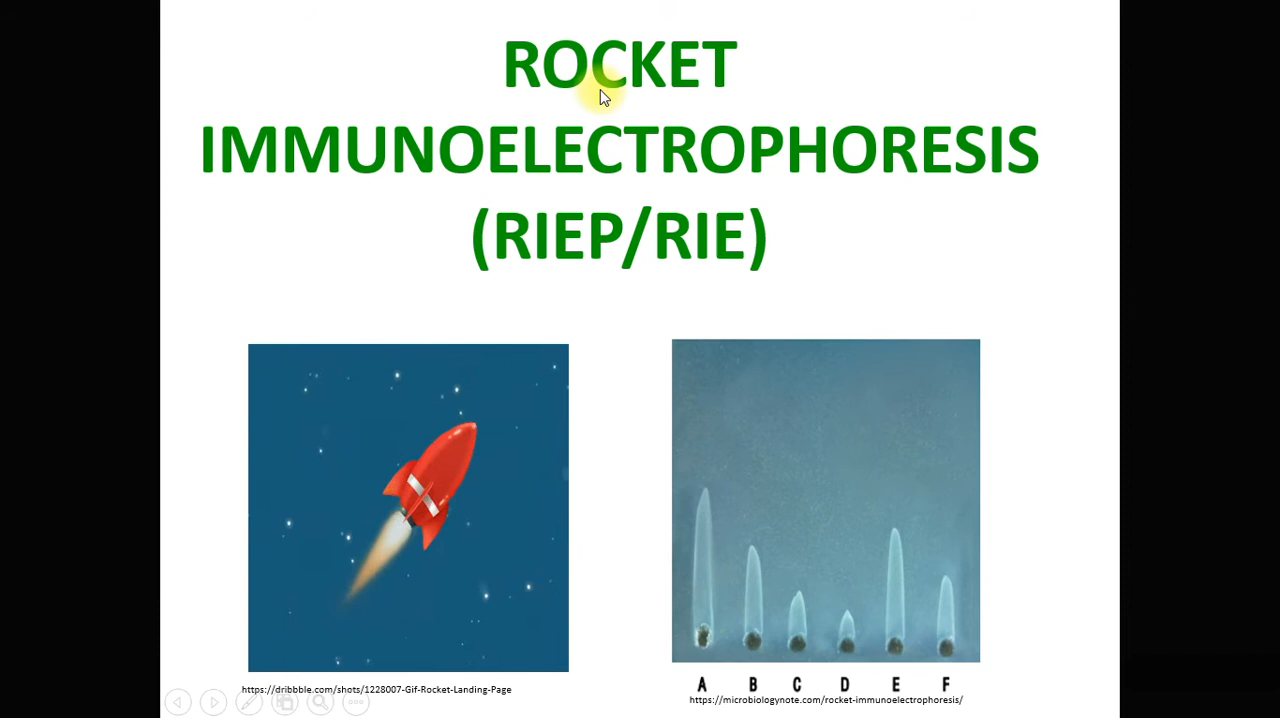 ROCKET
IMMUNOELECTROPHORESIS
(RIEP/RIE)
A B C D E F
https://dribbble.com/shots/1228007-Gif-Rocket-Landing-Page
https://microbiologynote.com/rocket-immunoelectrophoresis/